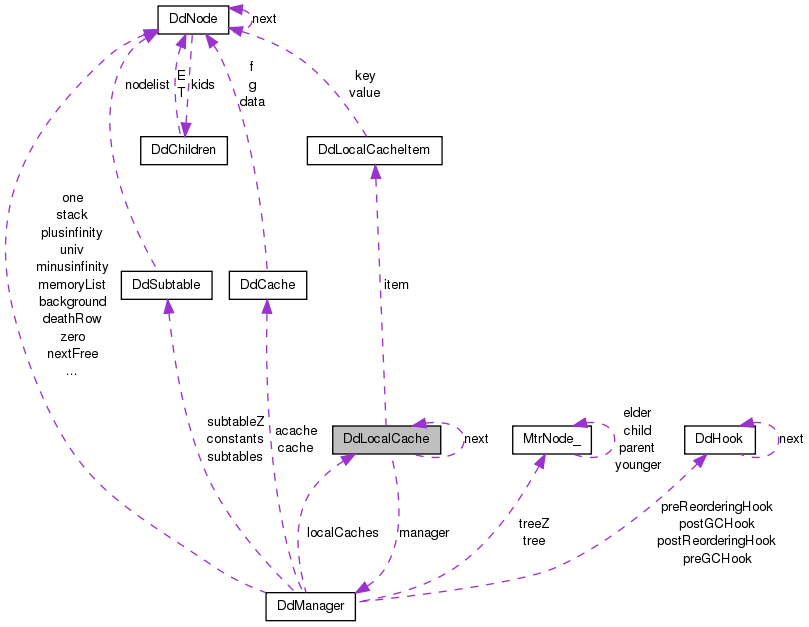 DdNode
next
nodelist
E
T
kids
f
g
data
key
value
DdChildren
DdLocalCacheItem
one
stack
plusinfinity
univ
minusinfinity
memoryList
background
deathRow
zero
nextFree
...
DdSubtable
DdCache
item
subtableZ
constants
subtables
acache
cache
DdLocalCache
next
MtrNode_
elder
child
parent
younger
DdHook
next
localCaches
manager
treeZ
tree
preReorderingHook
postGCHook
postReorderingHook
preGCHook
DdManager